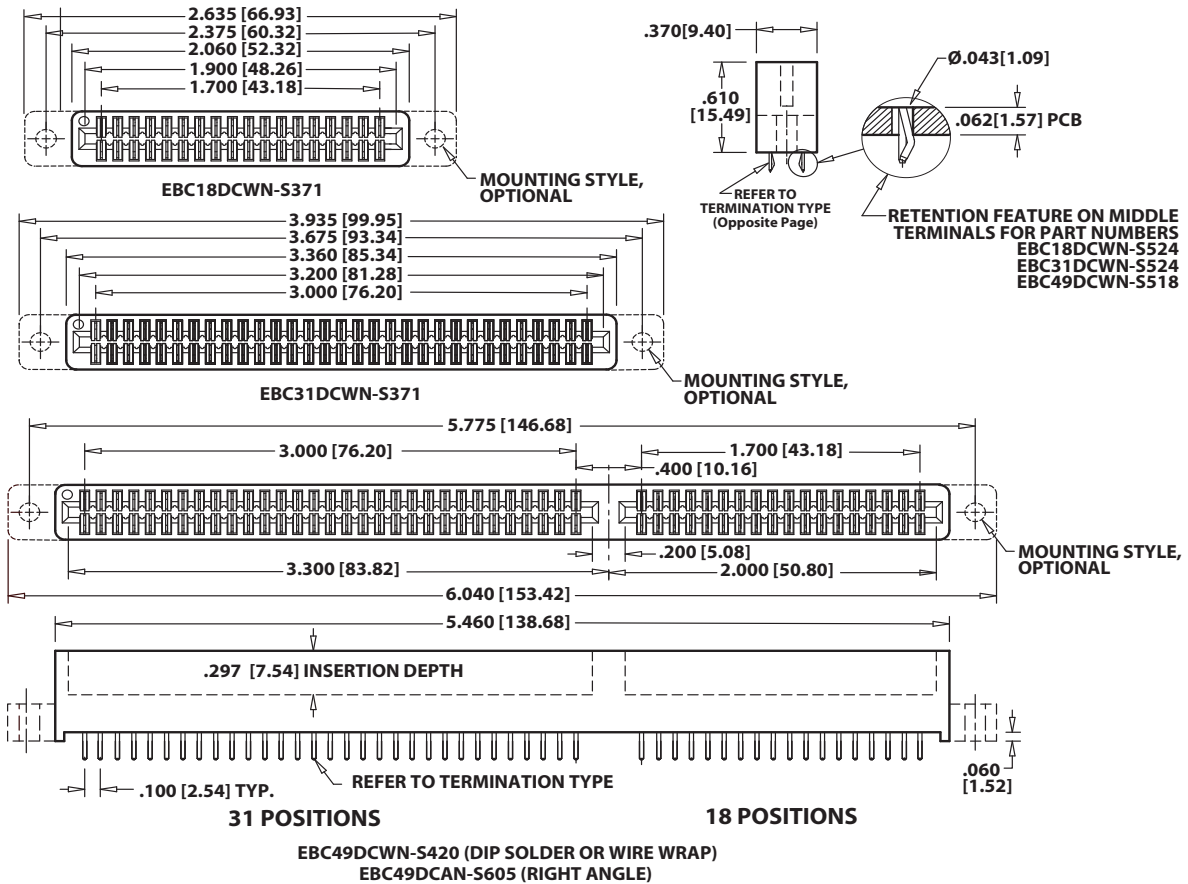 2.635 [66.93]
2.375 [60.32]
2.060 [52.32]
1.900 [48.26]
1.700 [43.18]
EBC18DCWN-S371
MOUNTING STYLE,
OPTIONAL
.370[9.40]
.610
[15.49]
Ø.043[1.09]
.062[1.57] PCB
REFER TO
TERMINATION TYPE
(Opposite Page)
RETENTION FEATURE ON MIDDLE
TERMINALS FOR PART NUMBERS
EBC18DCWN-S524
EBC31DCWN-S524
EBC49DCWN-S518
3.935 [99.95]
3.675 [93.34]
3.360 [85.34]
3.200 [81.28]
3.000 [76.20]
EBC31DCWN-S371
MOUNTING STYLE,
OPTIONAL
5.775 [146.68]
3.000 [76.20]
1.700 [43.18]
.400 [10.16]
.200 [5.08]
3.300 [83.82]
2.000 [50.80]
MOUNTING STYLE,
OPTIONAL
6.040 [153.42]
5.460 [138.68]
.297 [7.54] INSERTION DEPTH
.100 [2.54] TYP.
REFER TO TERMINATION TYPE
.060
[1.52]
31 POSITIONS
18 POSITIONS
EBC49DCWN-S420 (DIP SOLDER OR WIRE WRAP)
EBC49DCAN-S605 (RIGHT ANGLE)